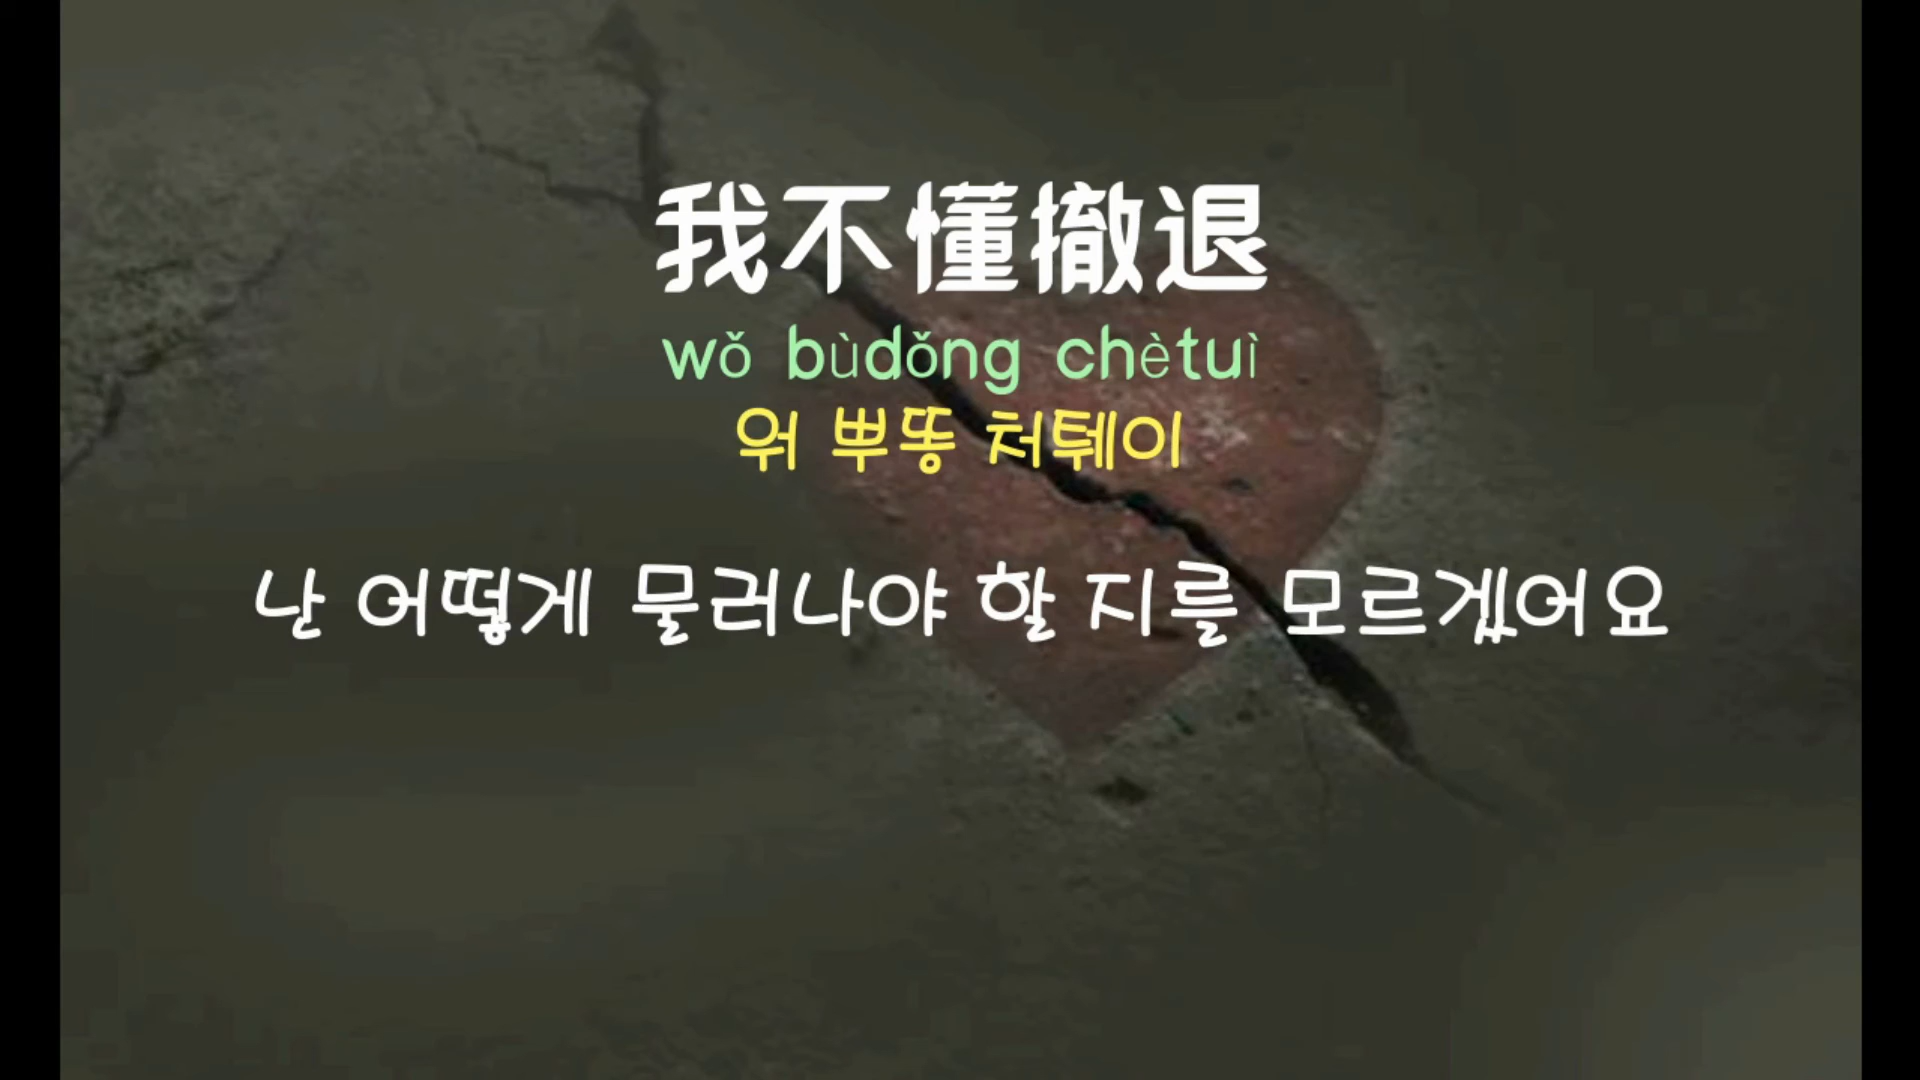 我不懂撤退
wǒ bùdǒng chètuì
워 뿌똥 처퉤이
난 어떻게 물러나야 할 지를 모르겠어요